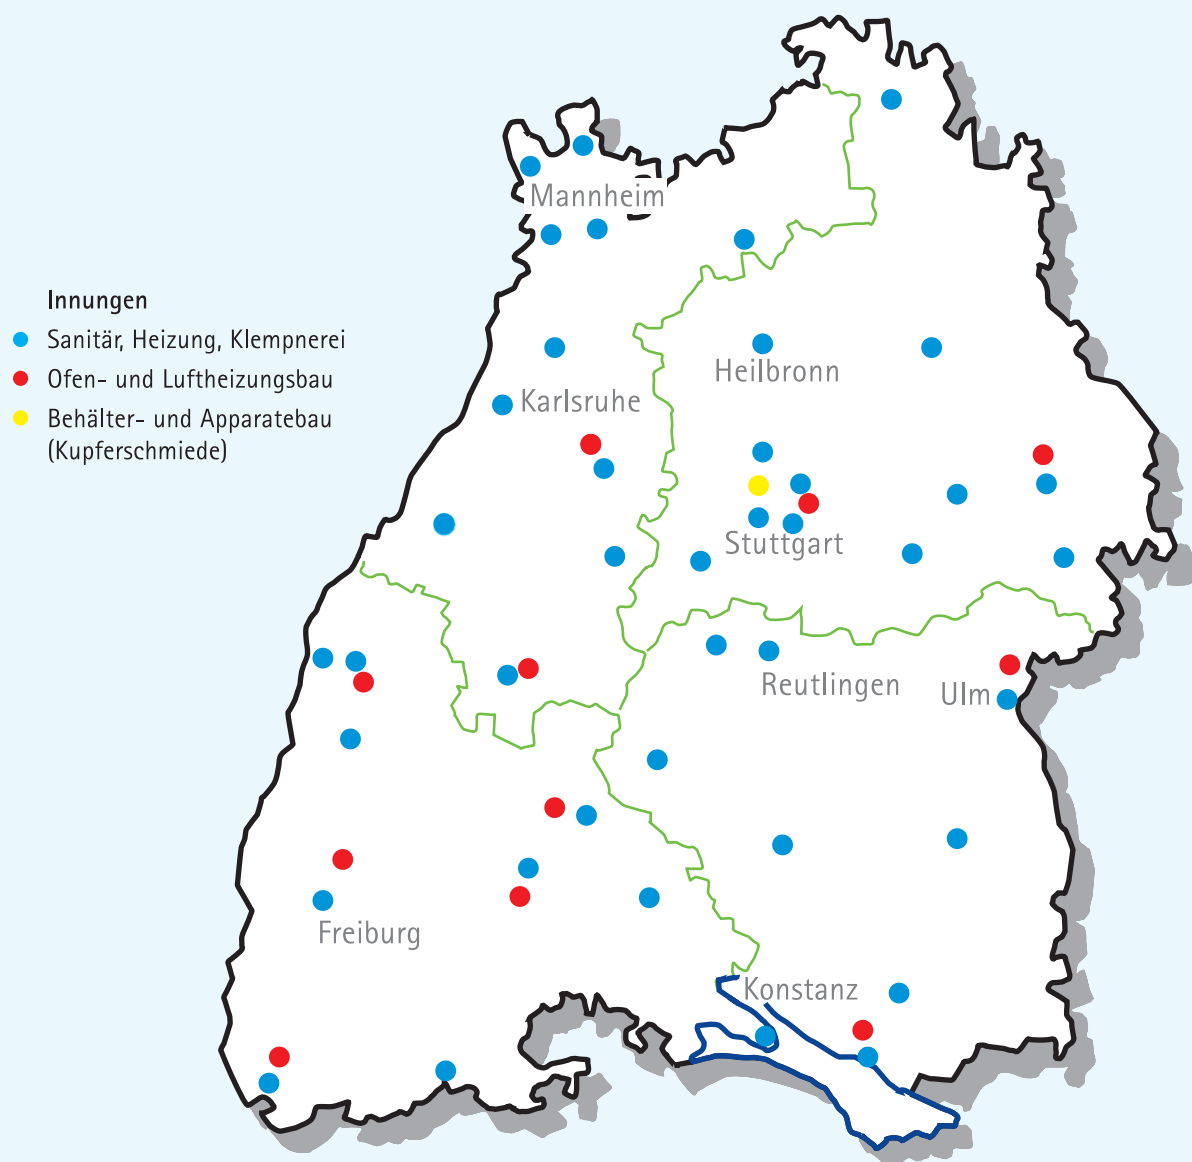 Mannheim
Innungen
Sanitär, Heizung, Klempnerei
Ofen- und Luftheizungsbau
Behälter- und Apparatebau
(Kupferschmiede)
Heilbronn
Karlsruhe
Stuttgart
Reutlingen
Ulm
Freiburg
Konstanz